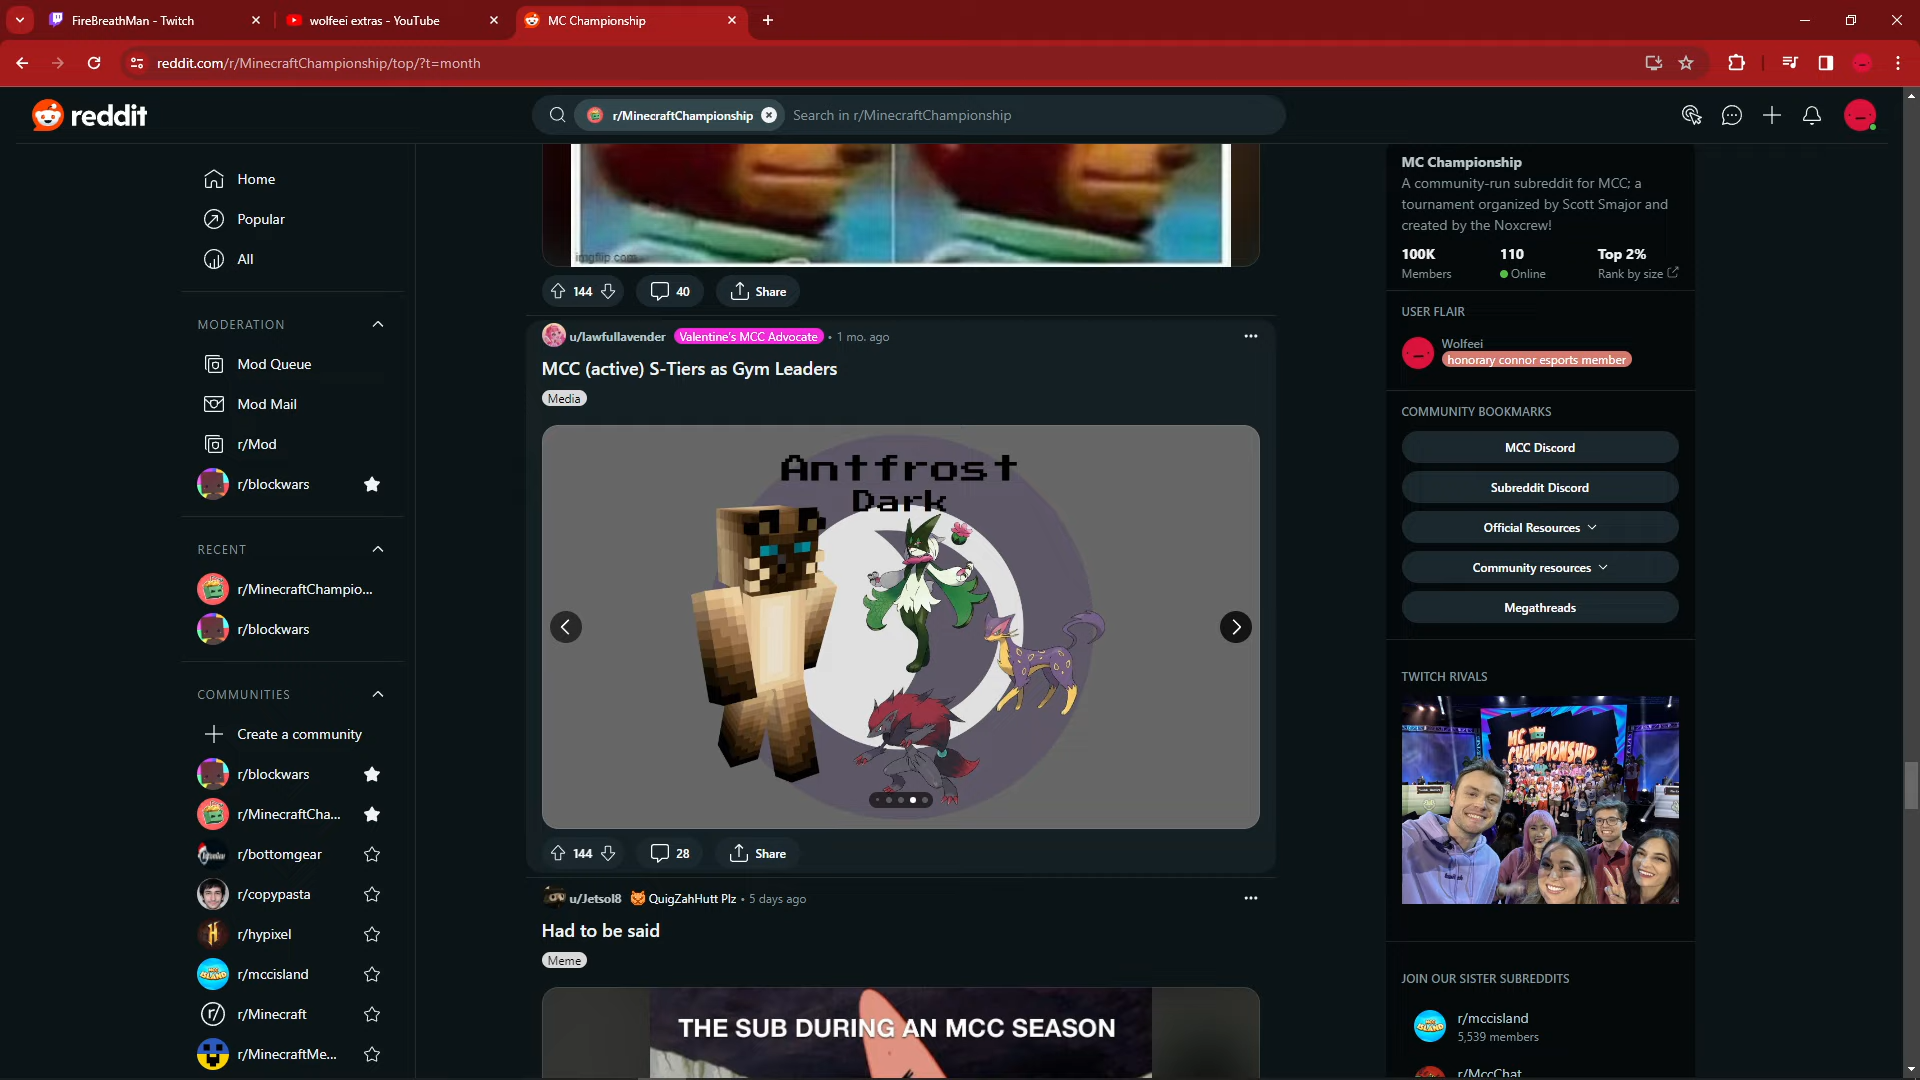 FireBreathMan - Twitch
wolfeei extras - YouTube
MC Championship
reddit.com/r/MinecraftChampionship/top/?t=month
reddit
r/MinecraftChampionship
Search in r/MinecraftChampionship
Home
Popular
All
MODERATION
Mod Queue
Mod Mail
r/Mod
r/blockwars
RECENT
r/MinecraftChampio...
r/blockwars
COMMUNITIES
Create a community
r/blockwars
r/MinecraftCha...
r/bottomgear
r/copypasta
r/hypixel
r/mccisland
r/Minecraft
r/MinecraftMe...
imgflip.com
144
40
Share
u/lawfullavender
Valentine's MCC Advocate
• 1 mo. ago
MCC (active) S-Tiers as Gym Leaders
Media
Antfrost
Dark
144
28
Share
u/Jetsol8
QuigZahHutt Plz
• 5 days ago
Had to be said
Meme
THE SUB DURING AN MCC SEASON
MC Championship
A community-run subreddit for MCC; a
tournament organized by Scott Smajor and
created by the Noxcrew!
100K
110
Top 2%
Members
Online
Rank by size
USER FLAIR
Wolfeei
honorary connor esports member
COMMUNITY BOOKMARKS
MCC Discord
Subreddit Discord
Official Resources
Community resources
Megathreads
TWITCH RIVALS
MC
CHAMPIONSHIP
JOIN OUR SISTER SUBREDDITS
r/mccisland
5,539 members
r/MccChat